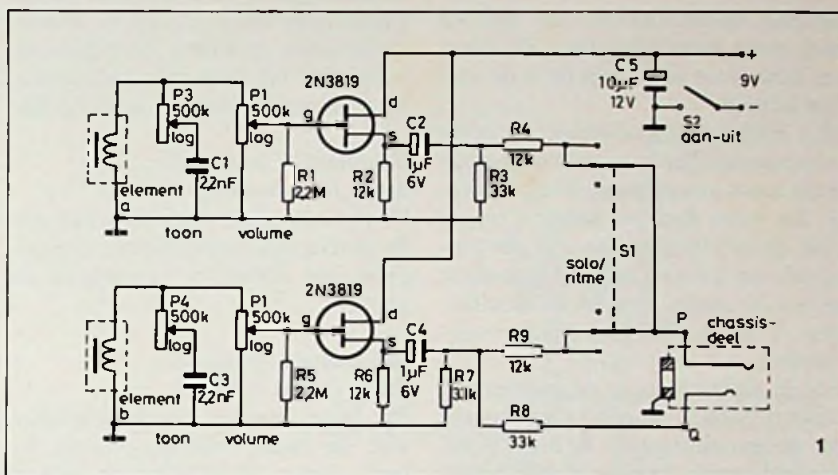 P3
500k
log
P1
500k
log
2N3819
d
g
s
C1
2,2nF
element
a
toon
volume
R1
2,2M
R2
12k
C2
1µF
6V
R3
33k
R4
12k
C5
10µF
12V
+
9V
-
S2
aan-uit
S1
solo/
ritme
P4
500k
log
P1
500k
log
2N3819
d
g
s
C3
2,2nF
element
b
toon
volume
R5
2,2M
R6
12k
C4
1µF
6V
R7
R9
12k
R8
33k
P
chassis-
deel
Q
1